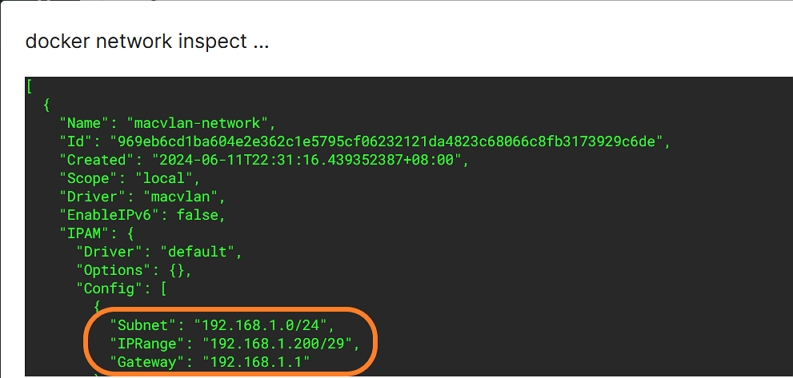 docker network inspect ...
[
{
"Name": "macvlan-network",
"Id": "969eb6cd1ba604e2e362c1e5795cf06232121da4823c68066c8fb3173929c6de",
"Created": "2024-06-11T22:31:16.439352387+08:00",
"Scope": "local",
"Driver": "macvlan",
"EnableIPv6": false,
"IPAM": {
"Driver": "default",
"Options": {},
"Config": [
{
"Subnet": "192.168.1.0/24",
"IPRange": "192.168.1.200/29",
"Gateway": "192.168.1.1"